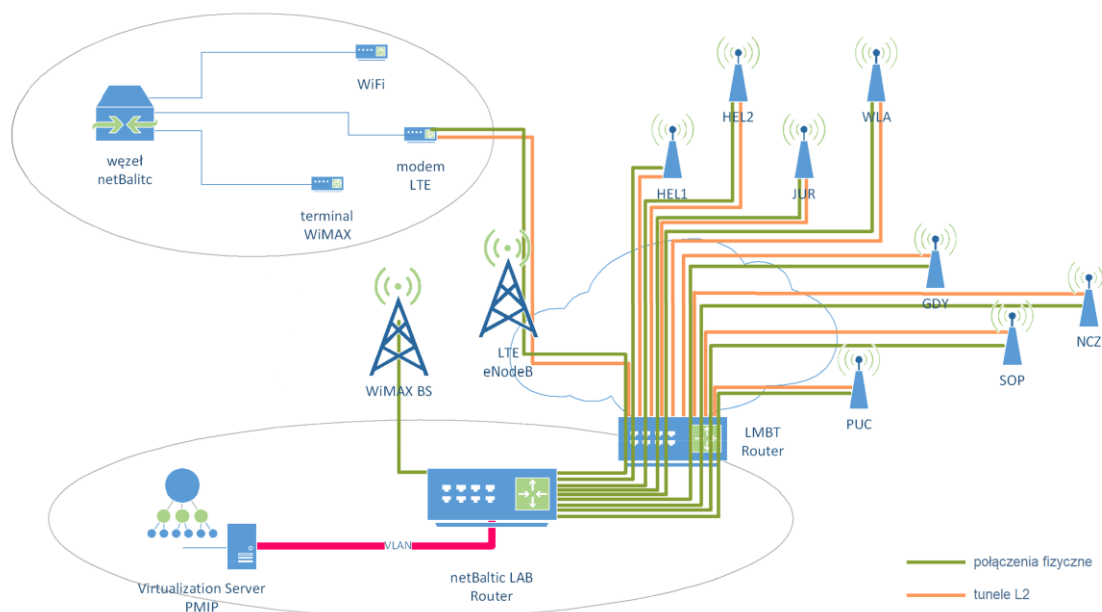 WiFi
węzeł
netBalitc
modem
LTE
terminal
WiMAX
HEL2
WLA
HEL1
JUR
GDY
NCZ
SOP
PUC
LTE
eNodeB
WiMAX BS
LMBT
Router
VLAN
Virtualization Server
PMIP
netBaltic LAB
Router
połączenia fizyczne
tunele L2